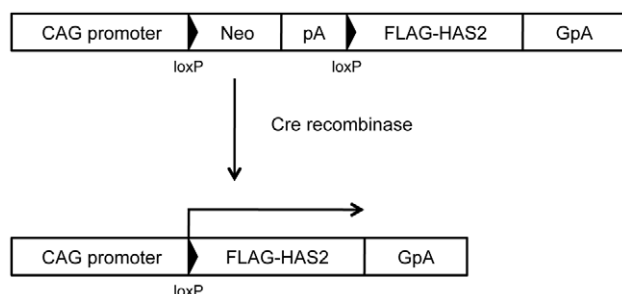 CAG promoter Neo pA FLAG-HAS2 GpA
loxP loxP
Cre recombinase
CAG promoter FLAG-HAS2 GpA
loxP